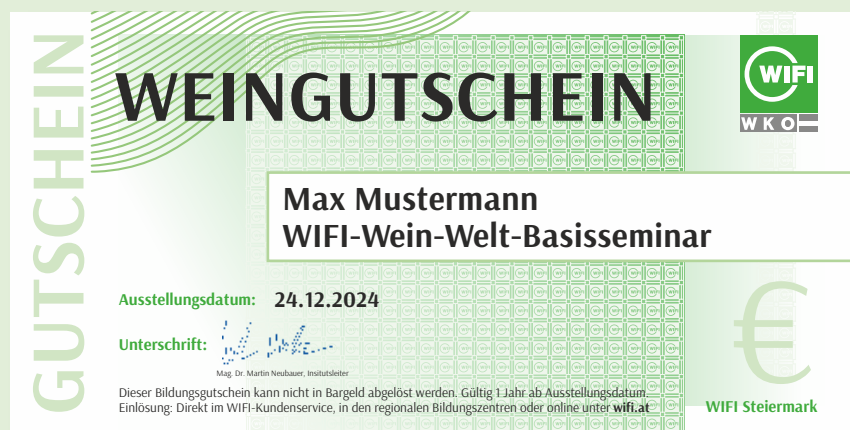 GUTSCHEIN
WEINGUTSCHEIN
WIFI
WKO
Max Mustermann
WIFI-Wein-Welt-Basisseminar
Ausstellungsdatum: 24.12.2024
Unterschrift:
Mag. Dr. Martin Neubauer, Insitutsleiter
Dieser Bildungsgutschein kann nicht in Bargeld abgelöst werden. Gültig 1 Jahr ab Ausstellungsdatum.
Einlösung: Direkt im WIFI-Kundenservice, in den regionalen Bildungszentren oder online unter wifi.at
€
WIFI Steiermark